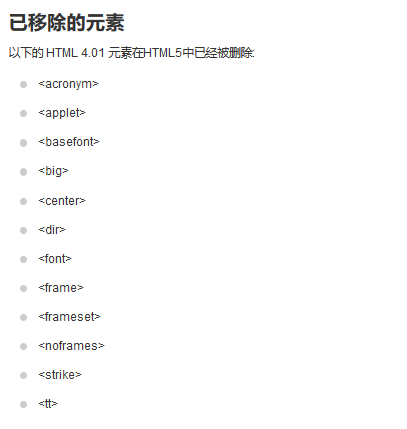 已移除的元素
以下的 HTML 4.01 元素在HTML5中已经被删除:
<acronym>
<applet>
<basefont>
<big>
<center>
<dir>
<font>
<frame>
<frameset>
<noframes>
<strike>
<tt>